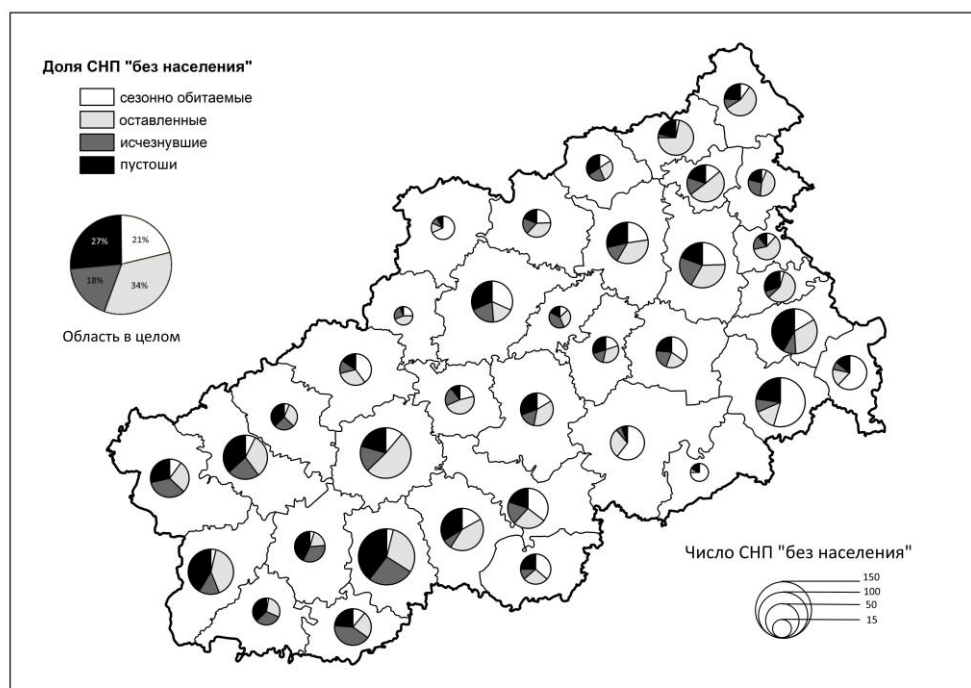 Доля СНП "без населения"
сезонно обитаемые
оставленные
исчезнувшие
пустоши
27%
21%
18%
34%
Область в целом
Число СНП "без населения"
150
100
50
15